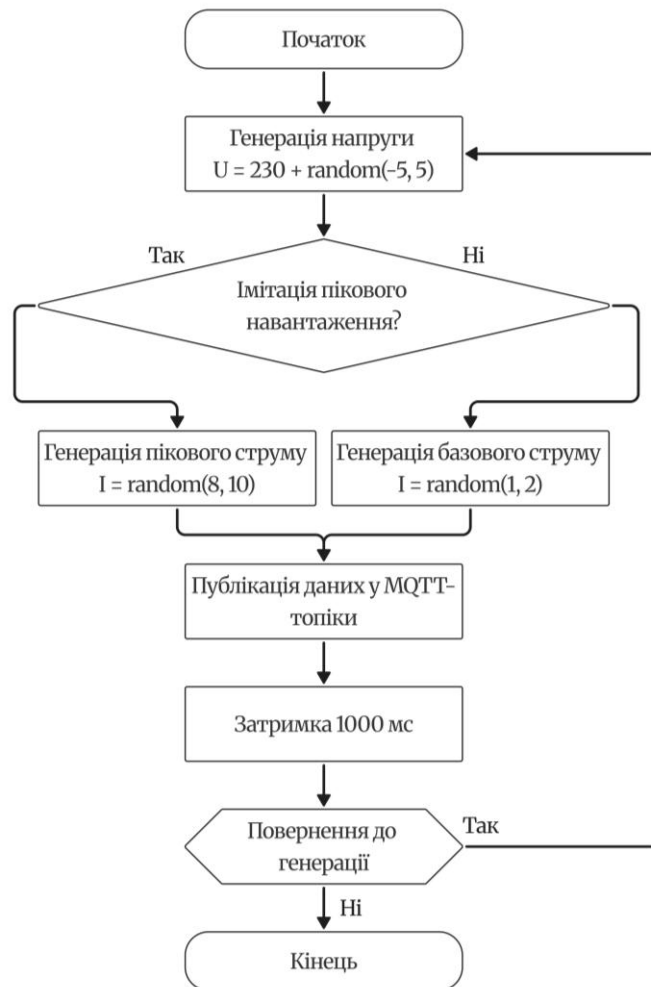 Початок
Генерація напруги
U = 230 + random(-5, 5)
Так
Ні
Імітація пікового
навантаження?
Генерація пікового струму
I = random(8, 10)
Генерація базового струму
I = random(1, 2)
Публікація даних у MQTT-
топіки
Затримка 1000 мс
Повернення до
генерації
Так
Ні
Кінець